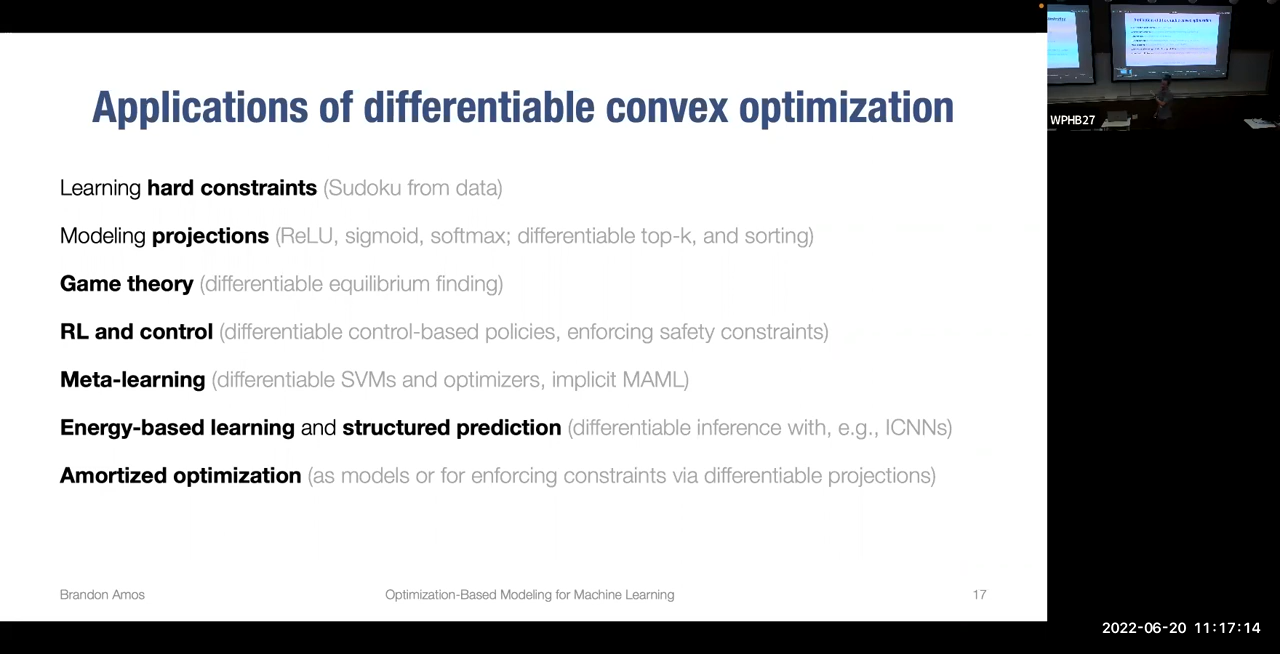 Applications of differentiable convex optimization
Learning hard constraints (Sudoku from data)
Modeling projections (ReLU, sigmoid, softmax; differentiable top-k, and sorting)
Game theory (differentiable equilibrium finding)
RL and control (differentiable control-based policies, enforcing safety constraints)
Meta-learning (differentiable SVMs and optimizers, implicit MAML)
Energy-based learning and structured prediction (differentiable inference with, e.g., ICNNs)
Amortized optimization (as models or for enforcing constraints via differentiable projections)
Brandon Amos
Optimization-Based Modeling for Machine Learning
17
WPHB27
2022-06-20 11:17:14